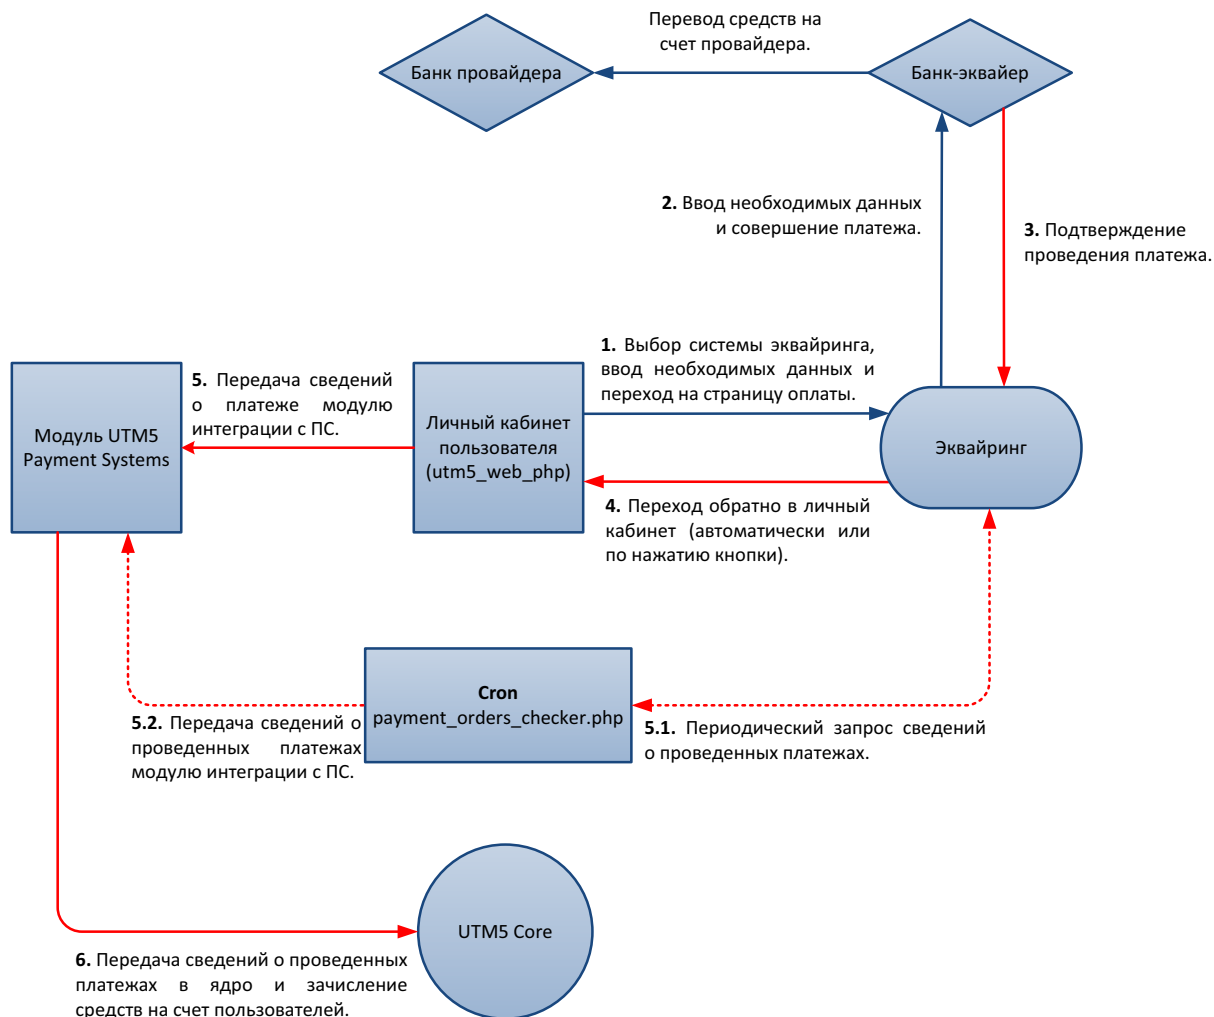 Перевод средств на
счет провайдера.
Банк провайдера
Банк-эквайер
2. Ввод необходимых данных
и совершение платежа.
3. Подтверждение
проведения платежа.
1. Выбор системы эквайринга,
ввод необходимых данных и
переход на страницу оплаты.
5. Передача сведений
о платеже модулю
интеграции с ПС.
Модуль UTM5
Payment Systems
Личный кабинет
пользователя
(utm5_web_php)
Эквайринг
4. Переход обратно в личный
кабинет (автоматически или
по нажатию кнопки).
Cron
payment_orders_checker.php
5.2. Передача сведений о
проведенных платежах
модулю интеграции с ПС.
5.1. Периодический запрос сведений
о проведенных платежах.
UTM5 Core
6. Передача сведений о проведенных
платежах в ядро и зачисление
средств на счет пользователей.